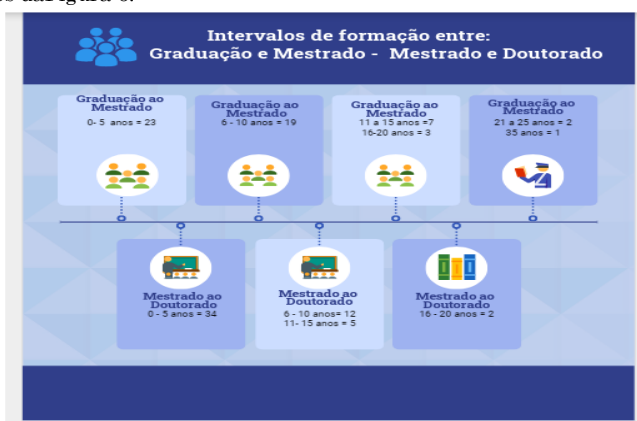 Intervalos de formação entre:
Graduação e Mestrado - Mestrado e Doutorado
Graduação ao
Mestrado
0- 5 anos = 23
Graduação ao
Mestrado
6 - 10 anos = 19
Graduação ao
Mestrado
11 a 15 anos =7
16-20 anos = 3
Graduação ao
Mestrado
21 a 25 anos = 2
35 anos = 1
Mestrado ao
Doutorado
0 - 5 anos = 34
Mestrado ao
Doutorado
6 - 10 anos= 12
11- 15 anos = 5
Mestrado ao
Doutorado
16 - 20 anos = 2